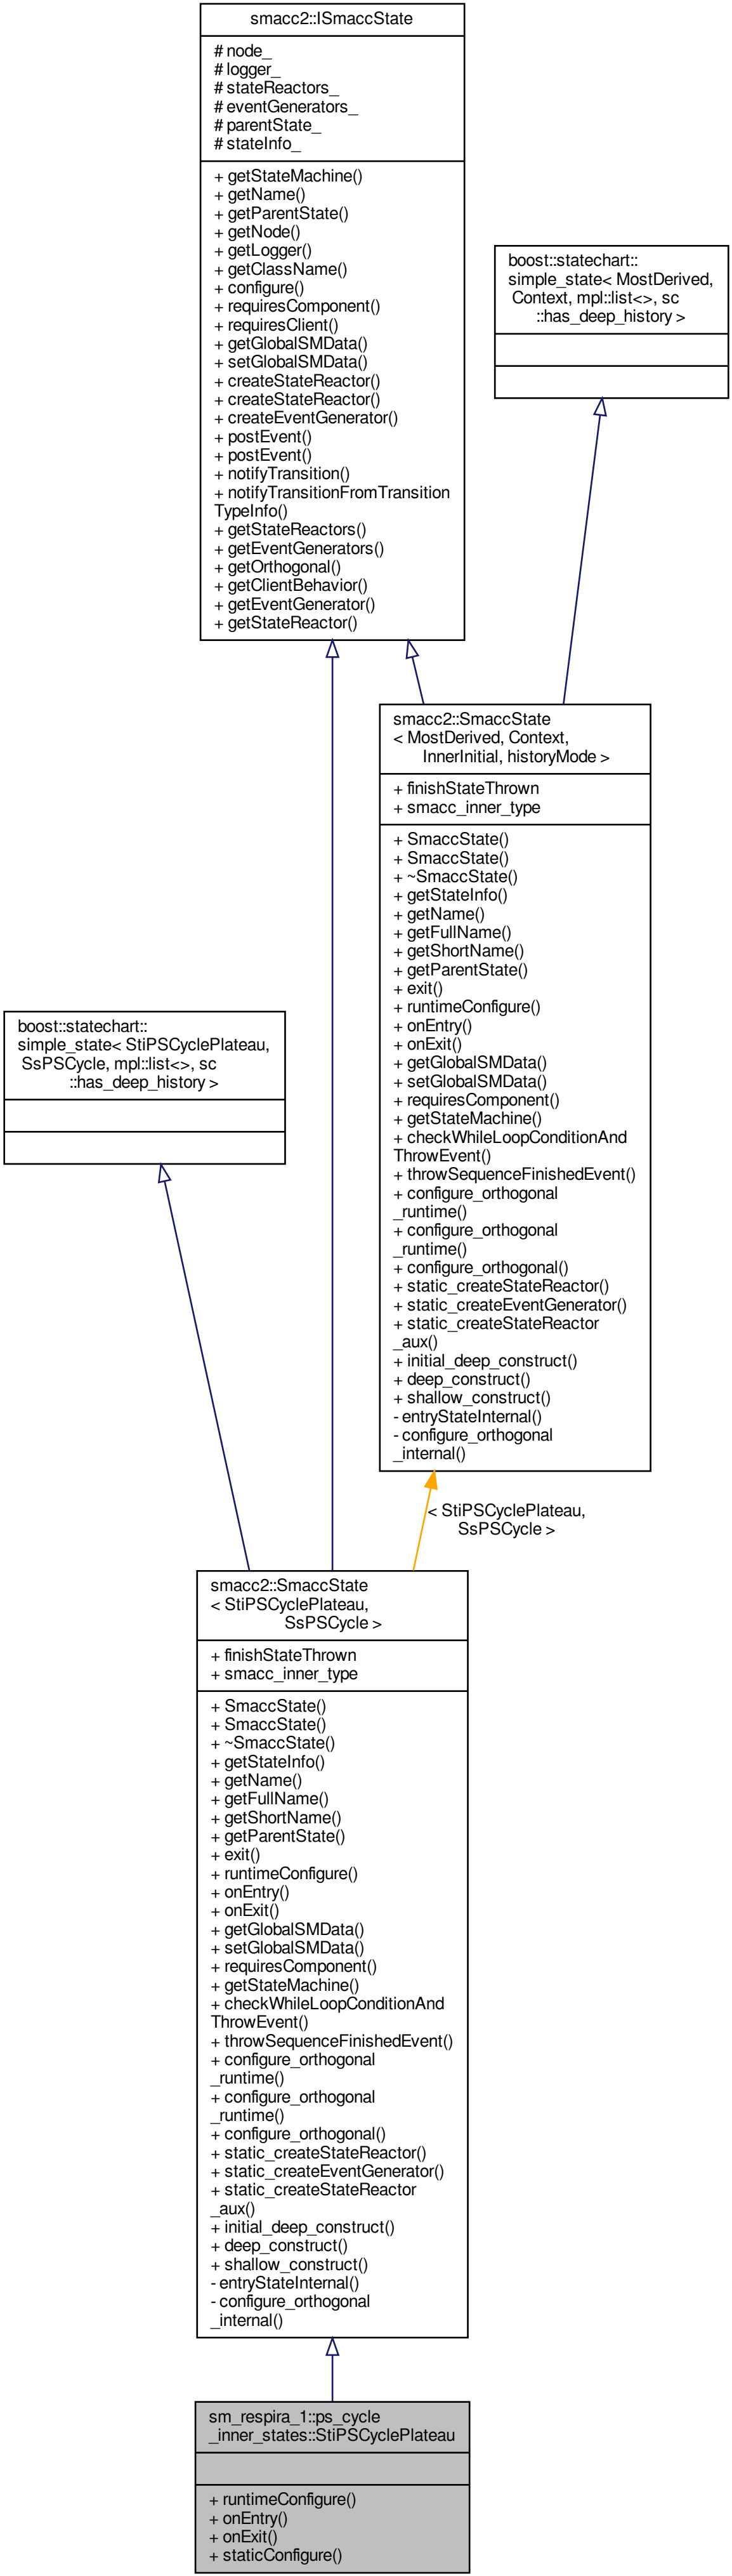 smacc2::ISmaccState
# node_
# logger_
# stateReactors_
# eventGenerators_
# parentState_
# stateInfo_
+ getStateMachine()
+ getName()
+ getParentState()
+ getNode()
+ getLogger()
+ getClassName()
+ configure()
+ requiresComponent()
+ requiresClient()
+ getGlobalSMData()
+ setGlobalSMData()
+ createStateReactor()
+ createStateReactor()
+ createEventGenerator()
+ postEvent()
+ postEvent()
+ notifyTransition()
+ notifyTransitionFromTransition
TypeInfo()
+ getStateReactors()
+ getEventGenerators()
+ getOrthogonal()
+ getClientBehavior()
+ getEventGenerator()
+ getStateReactor()
boost::statechart::
simple_state< MostDerived,
Context, mpl::list<>, sc
::has_deep_history >
smacc2::SmaccState
< MostDerived, Context,
InnerInitial, historyMode >
+ finishStateThrown
+ smacc_inner_type
+ SmaccState()
+ SmaccState()
+ ~SmaccState()
+ getStateInfo()
+ getName()
+ getFullName()
+ getShortName()
+ getParentState()
+ exit()
+ runtimeConfigure()
+ onEntry()
+ onExit()
+ getGlobalSMData()
+ setGlobalSMData()
+ requiresComponent()
+ getStateMachine()
+ checkWhileLoopConditionAnd
ThrowEvent()
+ throwSequenceFinishedEvent()
+ configure_orthogonal
_runtime()
+ configure_orthogonal
_runtime()
+ configure_orthogonal()
+ static_createStateReactor()
+ static_createEventGenerator()
+ static_createStateReactor
_aux()
+ initial_deep_construct()
+ deep_construct()
+ shallow_construct()
- entryStateInternal()
- configure_orthogonal
_internal()
boost::statechart::
simple_state< StiPSCyclePlateau,
SsPSCycle, mpl::list<>, sc
::has_deep_history >
< StiPSCyclePlateau,
SsPSCycle >
smacc2::SmaccState
< StiPSCyclePlateau,
SsPSCycle >
+ finishStateThrown
+ smacc_inner_type
+ SmaccState()
+ SmaccState()
+ ~SmaccState()
+ getStateInfo()
+ getName()
+ getFullName()
+ getShortName()
+ getParentState()
+ exit()
+ runtimeConfigure()
+ onEntry()
+ onExit()
+ getGlobalSMData()
+ setGlobalSMData()
+ requiresComponent()
+ getStateMachine()
+ checkWhileLoopConditionAnd
ThrowEvent()
+ throwSequenceFinishedEvent()
+ configure_orthogonal
_runtime()
+ configure_orthogonal
_runtime()
+ configure_orthogonal()
+ static_createStateReactor()
+ static_createEventGenerator()
+ static_createStateReactor
_aux()
+ initial_deep_construct()
+ deep_construct()
+ shallow_construct()
- entryStateInternal()
- configure_orthogonal
_internal()
sm_respira_1::ps_cycle
_inner_states::StiPSCyclePlateau
+ runtimeConfigure()
+ onEntry()
+ onExit()
+ staticConfigure()